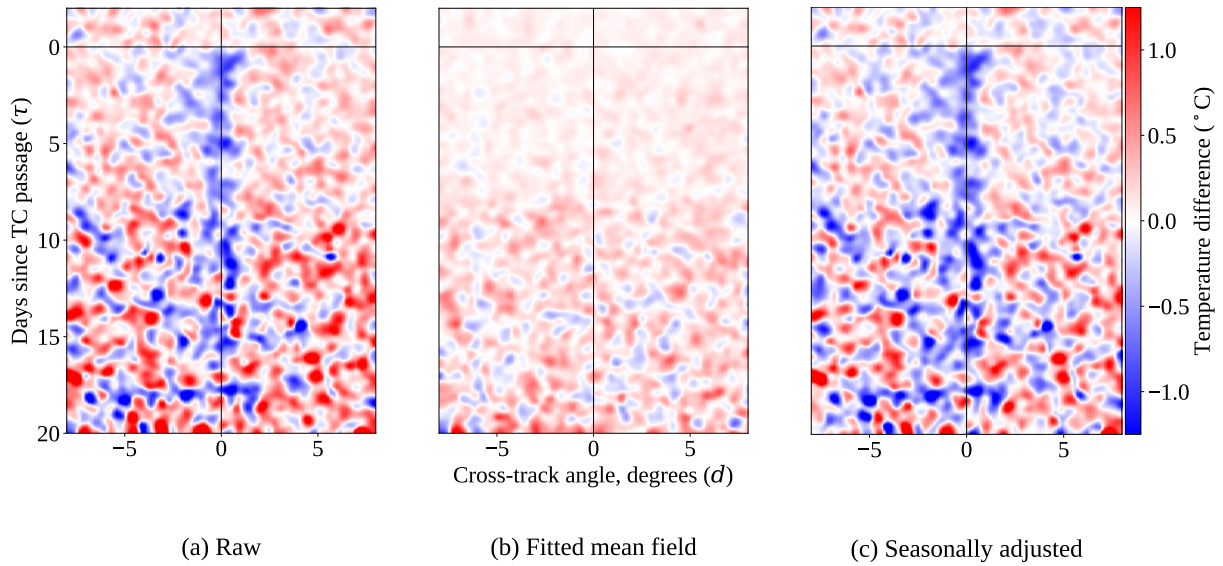 0
5
10
15
20
Days since TC passage (τ)
−5 0 5
−5 0 5
−5 0 5
Cross-track angle, degrees (d)
1.0
0.5
0.0
−0.5
−1.0
Temperature difference (°C)
(a) Raw
(b) Fitted mean field
(c) Seasonally adjusted